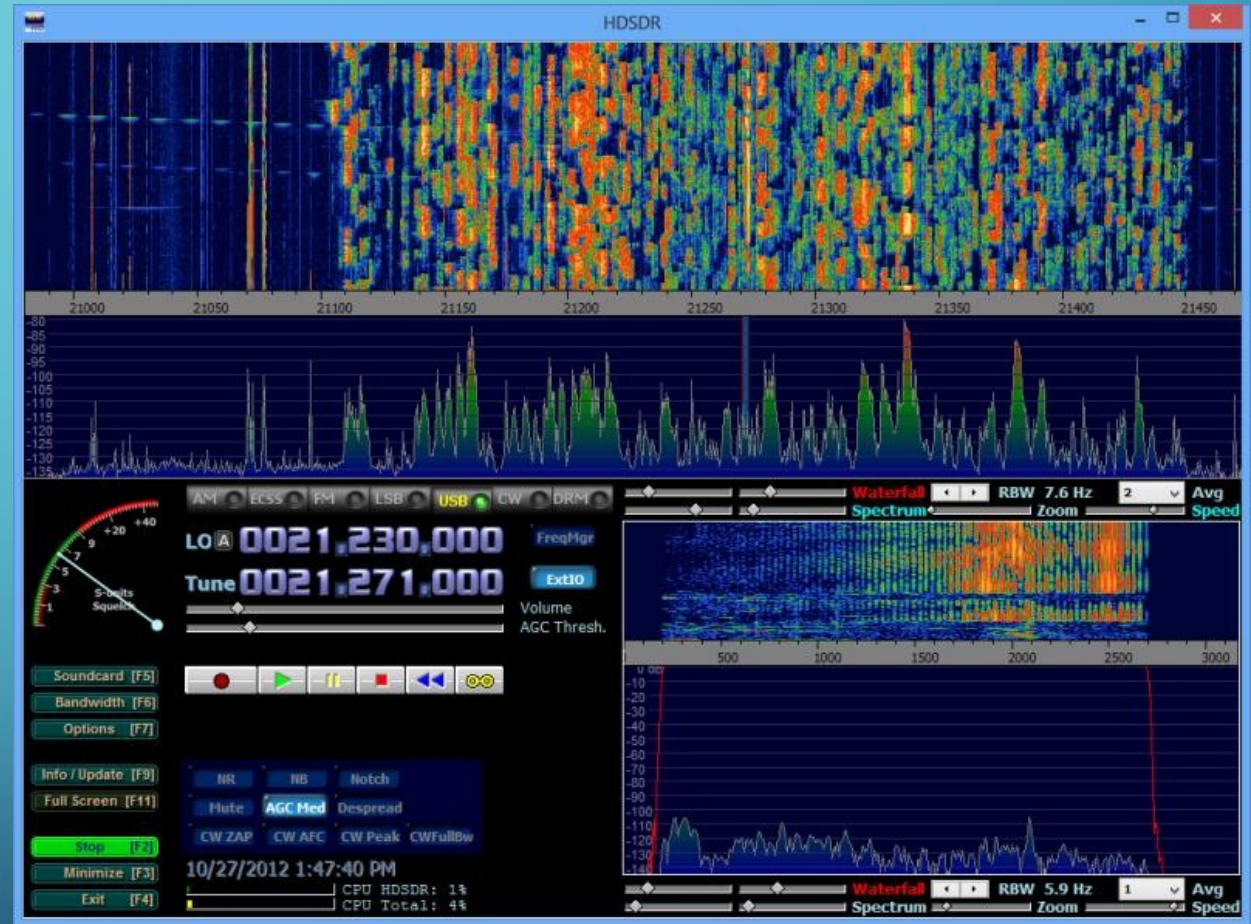 HDSDR
21000 21050 21100 21150 21200 21250 21300 21350 21400 21450
-80
-85
-90
-95
-100
-105
-110
-115
-120
-125
-130
-135
AM ECSS FM LSB USB CW DRM
LO A 0021.230.000 FreqMgr
Tune 0021.271.000 ExtIO
Volume
AGC Thresh.
1 3 5 7 9 +20 +40
S-units
Squelch
Waterfall RBW 7.6 Hz 2 Avg
Spectrum Zoom Speed
Soundcard [F5]
Bandwidth [F6]
Options [F7]
Info / Update [F9]
Full Screen [F11]
Stop [F2]
Minimize [F3]
Exit [F4]
NR NB Notch
Mute AGC Med Despread
CW ZAP CW AFC CW Peak CWFullBw
10/27/2012 1:47:40 PM
CPU HDSDR: 1%
CPU Total: 4%
500 1000 1500 2000 2500 3000
0 dB
-10
-20
-30
-40
-50
-60
-70
-80
-90
-100
-110
-120
-130
Waterfall RBW 5.9 Hz 1 Avg
Spectrum Zoom Speed